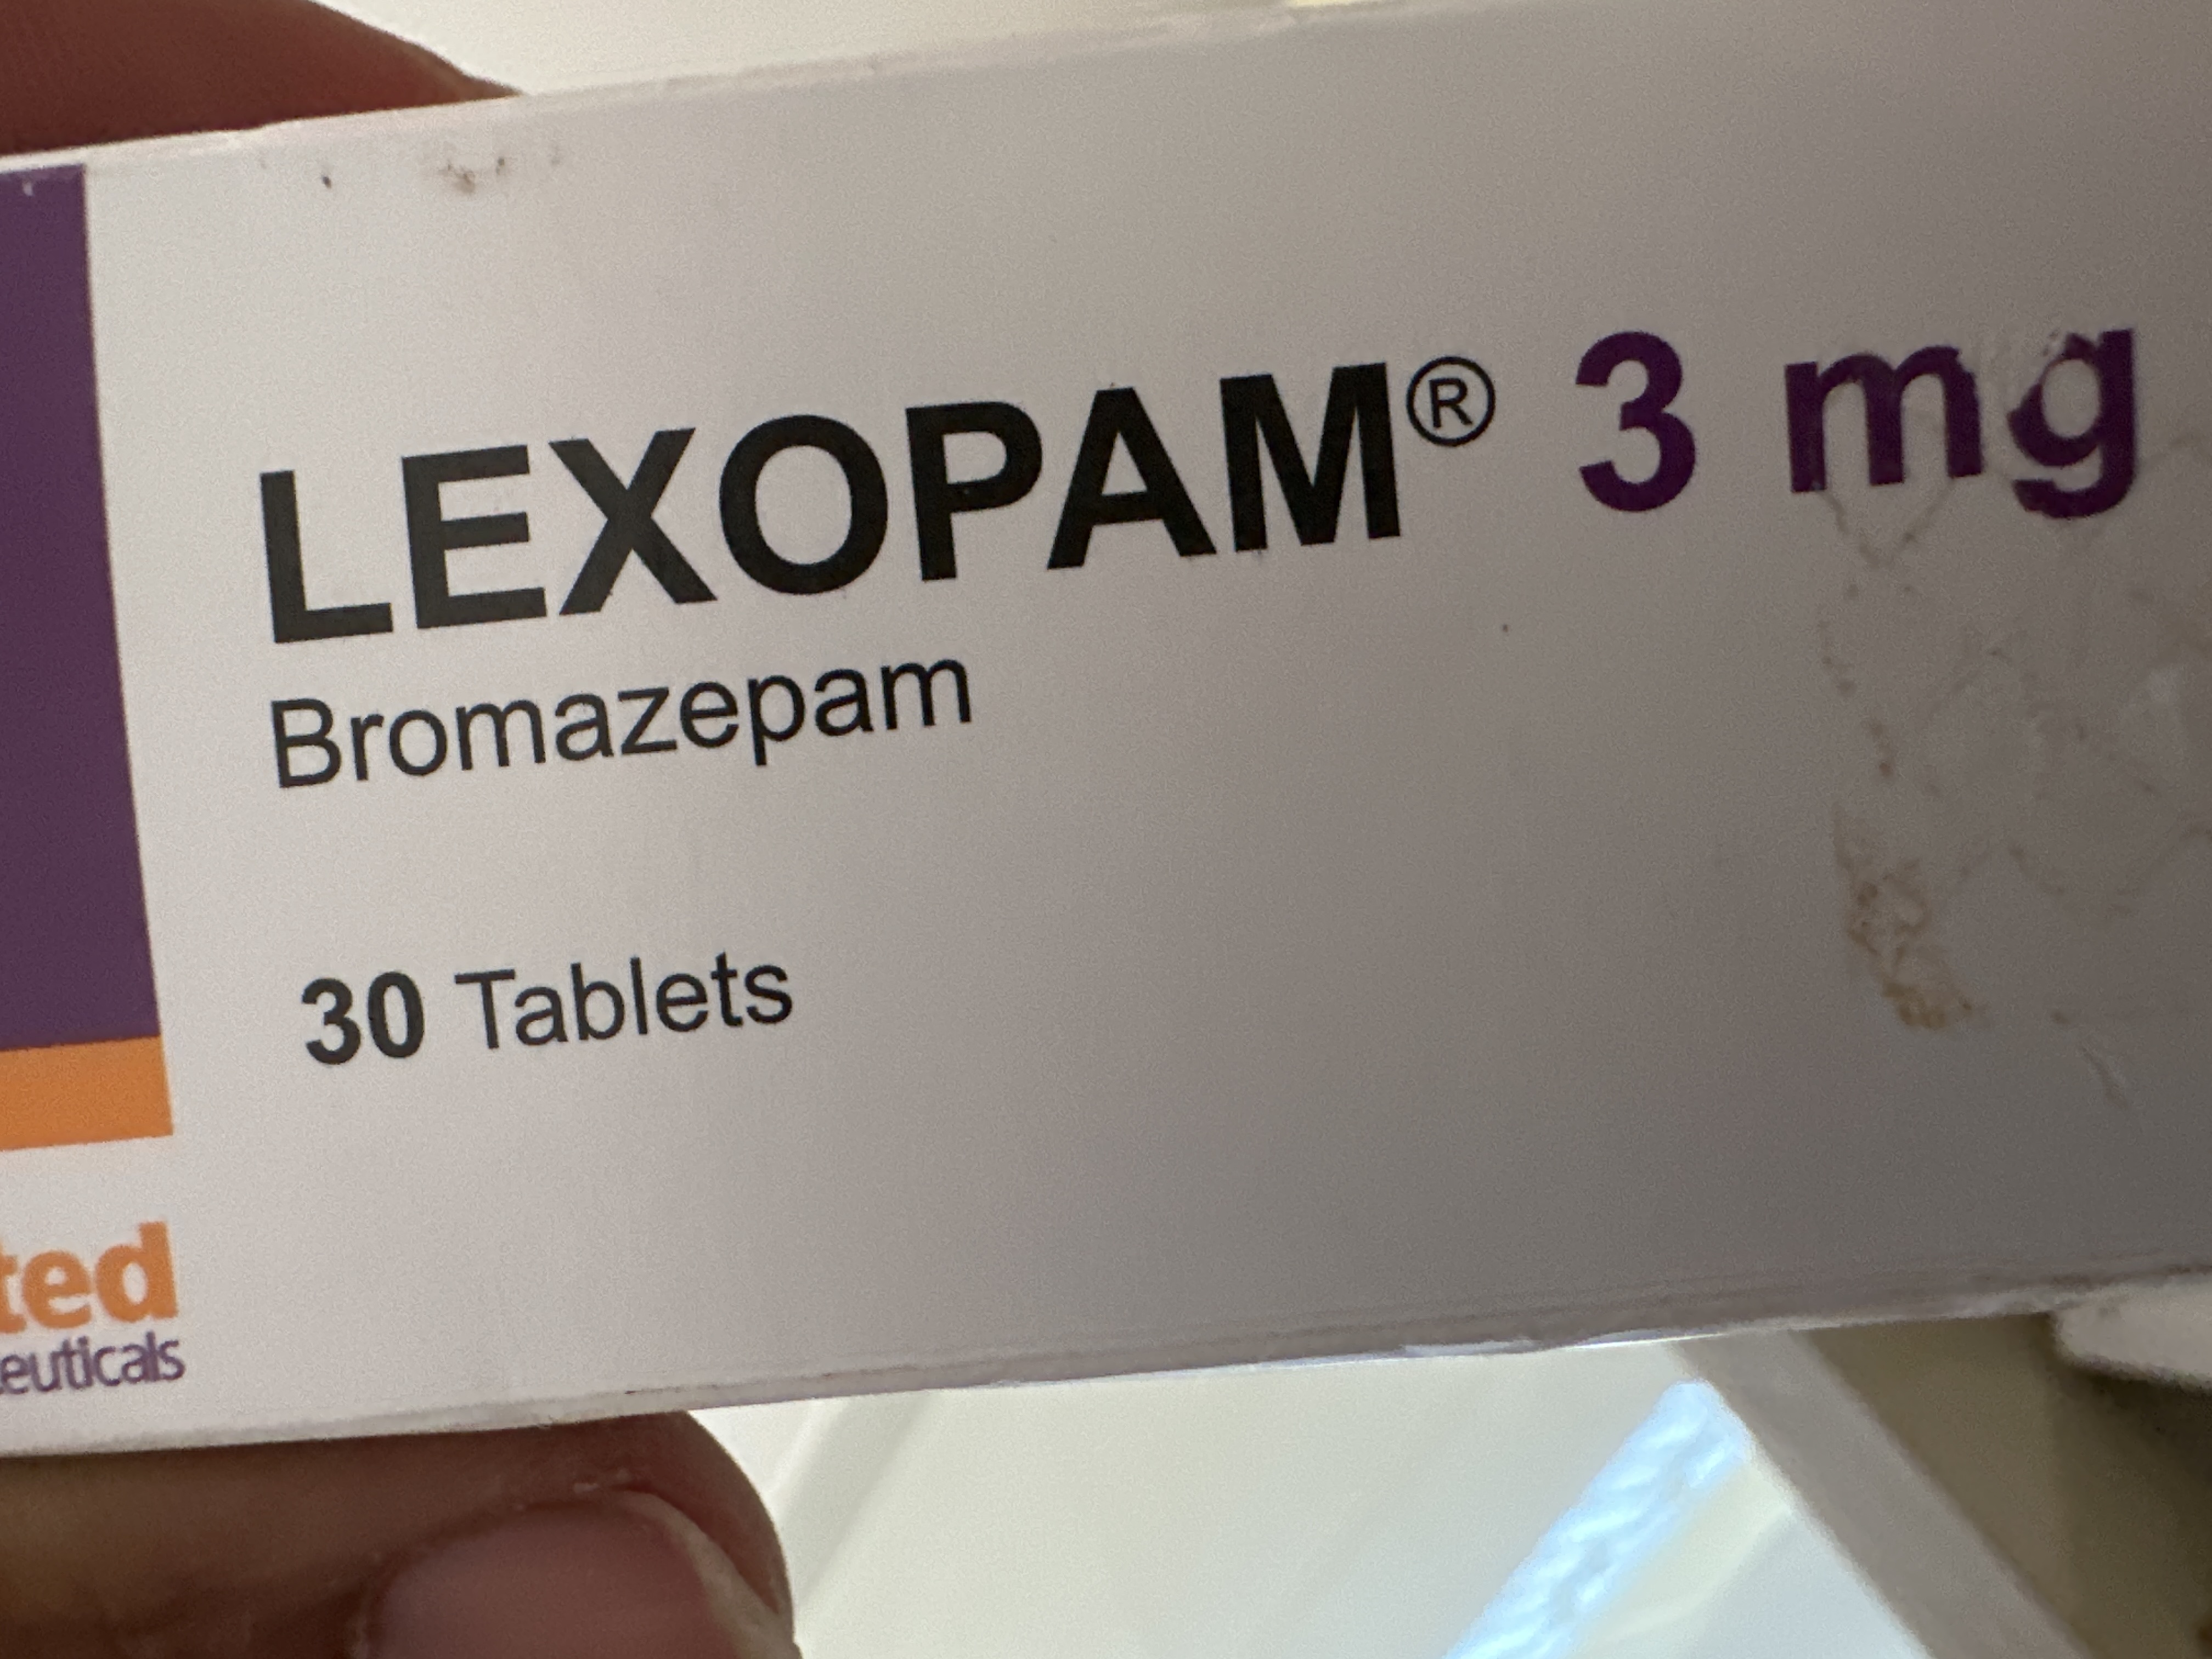 LEXOPAM® 3 mg
Bromazepam
30 Tablets
ted
euticals